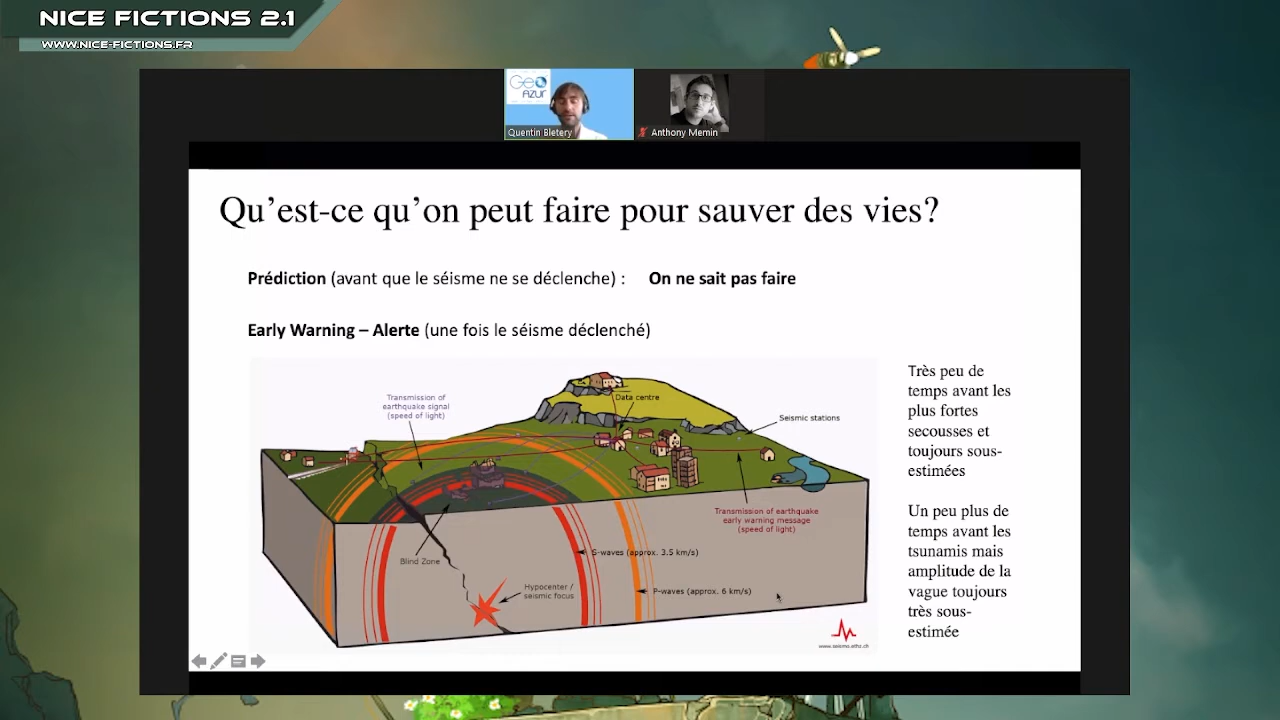 NICE FICTIONS 2.1
WWW.NICE-FICTIONS.FR
Geo
AZUR
Quentin Bletery
Anthony Memin
Qu'est-ce qu'on peut faire pour sauver des vies?
Prédiction (avant que le séisme ne se déclenche) : On ne sait pas faire
Early Warning – Alerte (une fois le séisme déclenché)
Transmission of
earthquake signal
(speed of light)
Data centre
Seismic stations
Transmission of earthquake
early warning message
(speed of light)
Blind Zone
S-waves (approx. 3.5 km/s)
Hypocenter /
seismic focus
P-waves (approx. 6 km/s)
www.seismo.ethz.ch
Très peu de
temps avant les
plus fortes
secousses et
toujours sous-
estimées
Un peu plus de
temps avant les
tsunamis mais
amplitude de la
vague toujours
très sous-
estimée